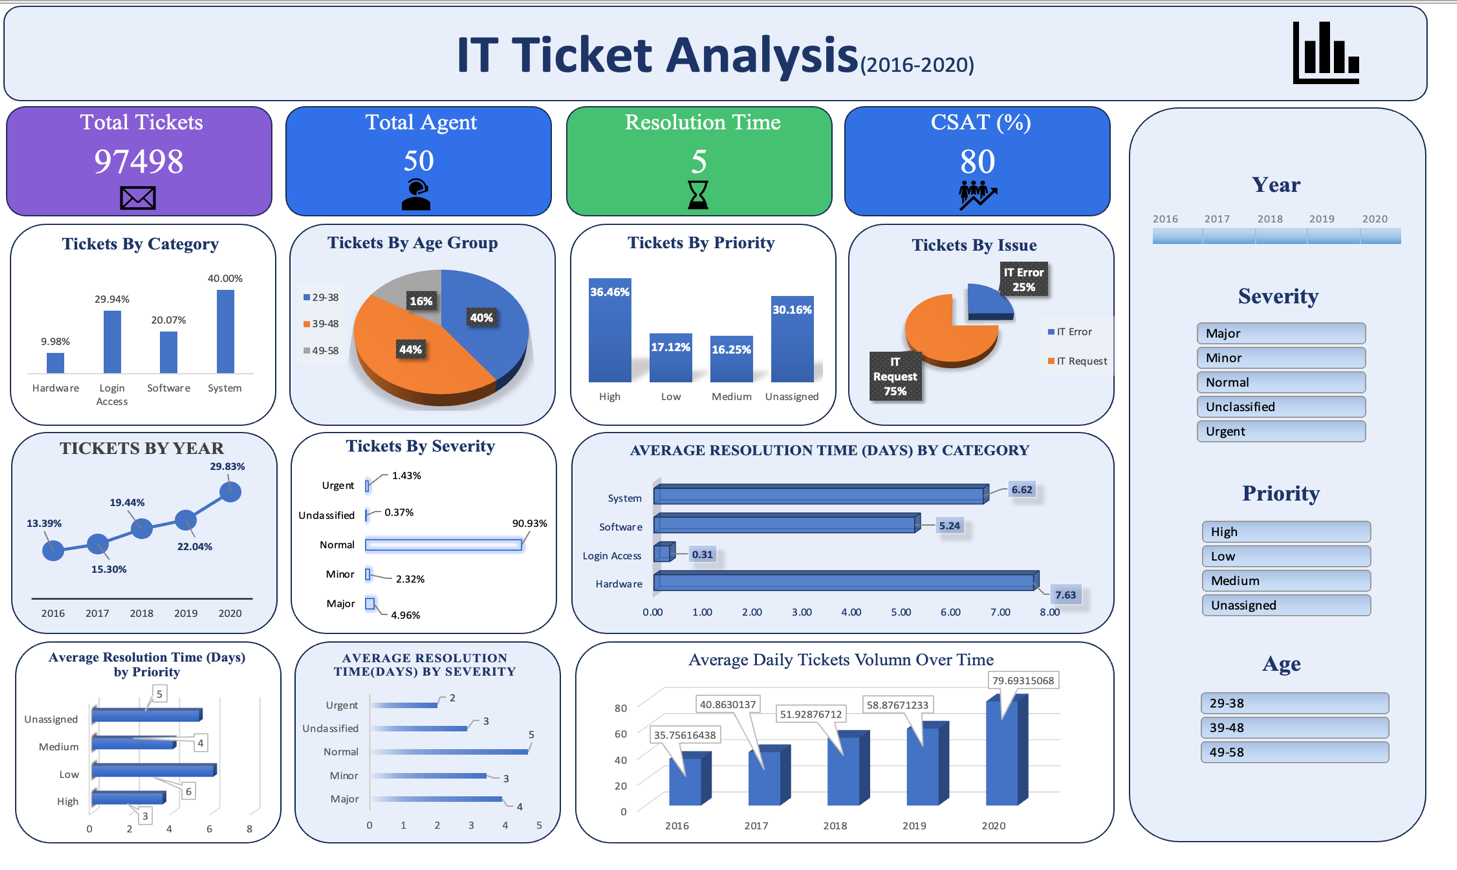 IT Ticket Analysis(2016-2020)
Total Tickets
97498
Total Agent
50
Resolution Time
5
CSAT (%)
80
Tickets By Category
9.98%
29.94%
20.07%
40.00%
Hardware
Login
Access
Software
System
Tickets By Age Group
29-38
39-48
49-58
16%
40%
44%
Tickets By Priority
36.46%
17.12%
16.25%
30.16%
High
Low
Medium
Unassigned
Tickets By Issue
IT Error
25%
IT
Request
75%
IT Error
IT Request
TICKETS BY YEAR
13.39%
15.30%
19.44%
22.04%
29.83%
2016
2017
2018
2019
2020
Tickets By Severity
Urgent
1.43%
Undassified
0.37%
Normal
90.93%
Minor
2.32%
Major
4.96%
AVERAGE RESOLUTION TIME (DAYS) BY CATEGORY
System
6.62
Software
5.24
Login Access
0.31
Hardware
7.63
0.00
1.00
2.00
3.00
4.00
5.00
6.00
7.00
8.00
Average Resolution Time (Days)
by Priority
Unassigned
5
Medium
4
Low
6
High
3
0
2
4
6
8
AVERAGE RESOLUTION
TIME(DAYS) BY SEVERITY
Urgent
2
Unclassified
3
Normal
5
Minor
3
Major
4
0
1
2
3
4
5
Average Daily Tickets Volumn Over Time
80
60
40
20
0
35.75616438
40.8630137
51.92876712
58.87671233
79.69315068
2016
2017
2018
2019
2020
Year
2016
2017
2018
2019
2020
Severity
Major
Minor
Normal
Unclassified
Urgent
Priority
High
Low
Medium
Unassigned
Age
29-38
39-48
49-58